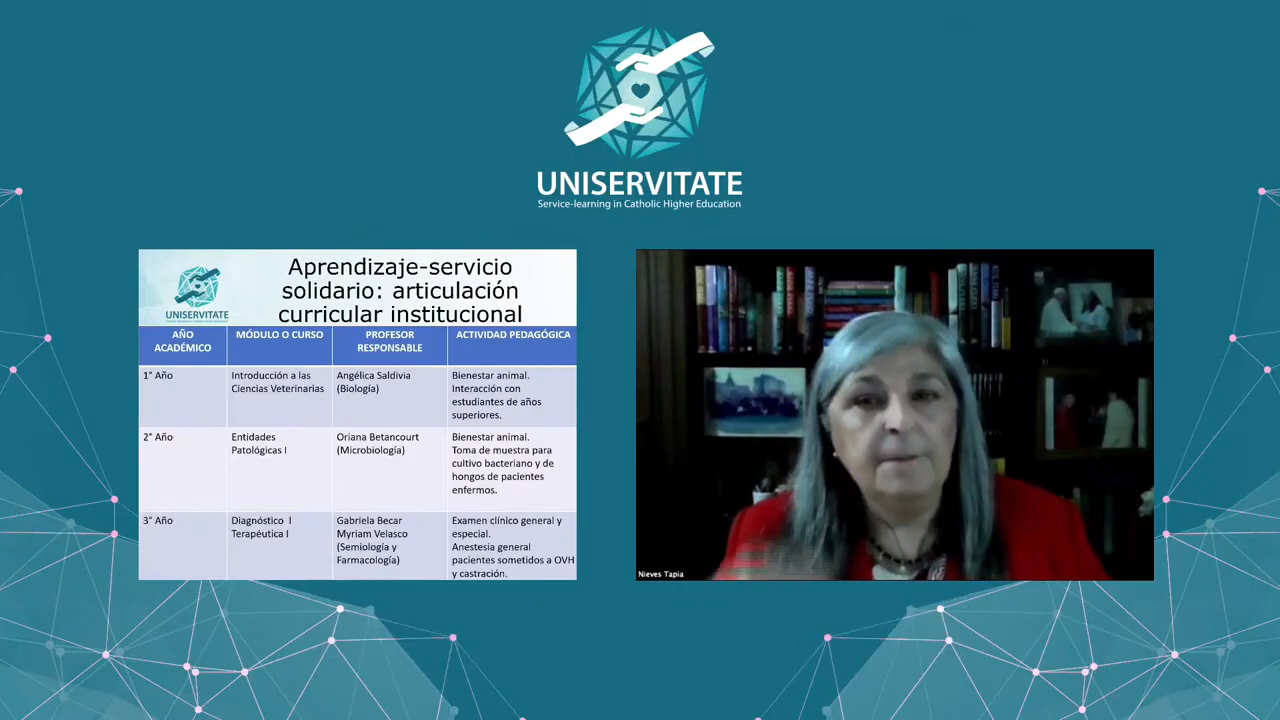 UNISERVITATE
Service-learning in Catholic Higher Education
Aprendizaje-servicio
solidario: articulación
curricular institucional
UNISERVITATE
AÑO
ACADÉMICO
MÓDULO O CURSO
PROFESOR
RESPONSABLE
ACTIVIDAD PEDAGÓGICA
1° Año
Introducción a las
Ciencias Veterinarias
Angélica Saldivia
(Biología)
Bienestar animal.
Interacción con
estudiantes de años
superiores.
2° Año
Entidades
Patológicas I
Oriana Betancourt
(Microbiología)
Bienestar animal.
Toma de muestra para
cultivo bacteriano y de
hongos de pacientes
enfermos.
3° Año
Diagnóstico I
Terapéutica I
Gabriela Becar
Myriam Velasco
(Semiología y
Farmacología)
Examen clínico general y
especial.
Anestesia general
pacientes sometidos a OVH
y castración.
Nieves Tapia